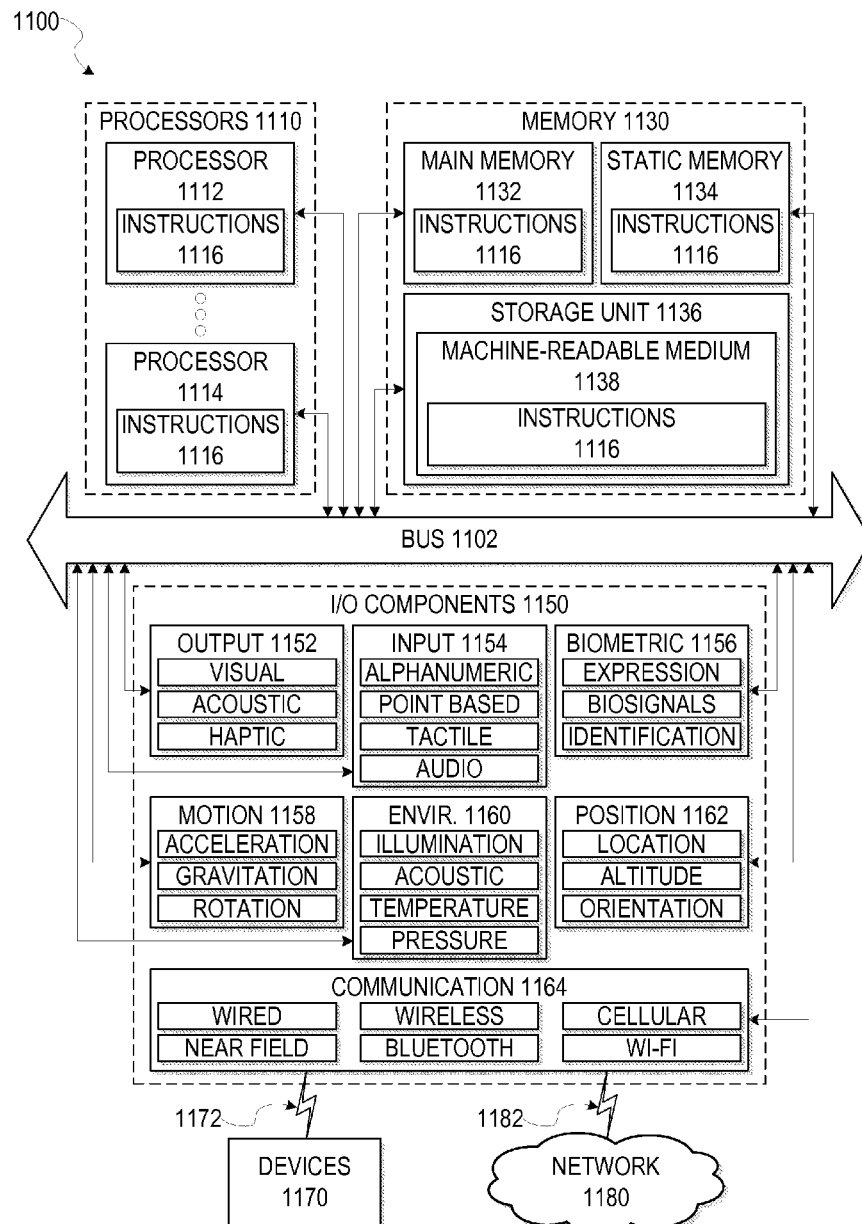 1100
PROCESSORS 1110
PROCESSOR
1112
INSTRUCTIONS
1116
PROCESSOR
1114
INSTRUCTIONS
1116
MEMORY 1130
MAIN MEMORY
1132
INSTRUCTIONS
1116
STATIC MEMORY
1134
INSTRUCTIONS
1116
STORAGE UNIT 1136
MACHINE-READABLE MEDIUM
1138
INSTRUCTIONS
1116
BUS 1102
I/O COMPONENTS 1150
OUTPUT 1152
VISUAL
ACOUSTIC
HAPTIC
INPUT 1154
ALPHANUMERIC
POINT BASED
TACTILE
AUDIO
BIOMETRIC 1156
EXPRESSION
BIOSIGNALS
IDENTIFICATION
MOTION 1158
ACCELERATION
GRAVITATION
ROTATION
ENVIR. 1160
ILLUMINATION
ACOUSTIC
TEMPERATURE
PRESSURE
POSITION 1162
LOCATION
ALTITUDE
ORIENTATION
COMMUNICATION 1164
WIRED
WIRELESS
CELLULAR
NEAR FIELD
BLUETOOTH
WI-FI
1172
1182
DEVICES
1170
NETWORK
1180